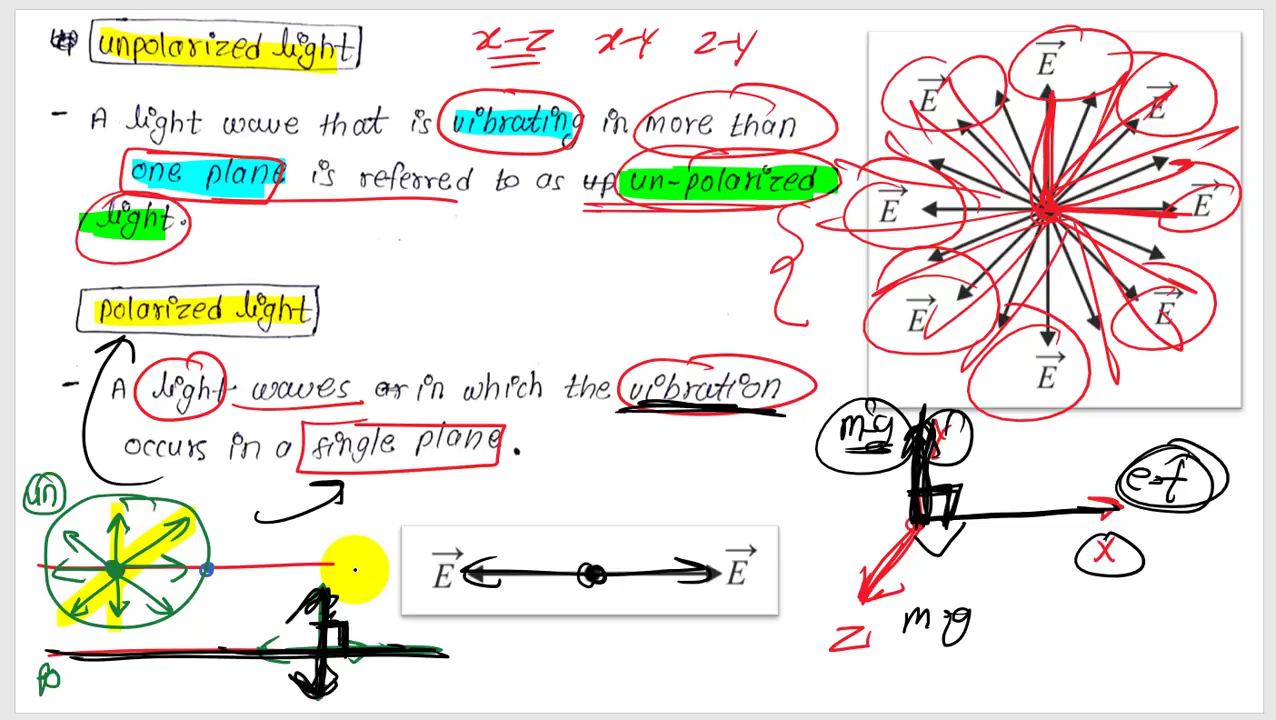 unpolarized light
x-z x-y z-y
- A light wave that is vibrating in more than
one plane is referred to as up un-polarized
light.
polarized light
- A light waves or in which the vibration
occurs in a single plane.
E
E
E
E
E
E
E
E
un
E
E
po
m-g
Y
e-f
X
Z
m-g